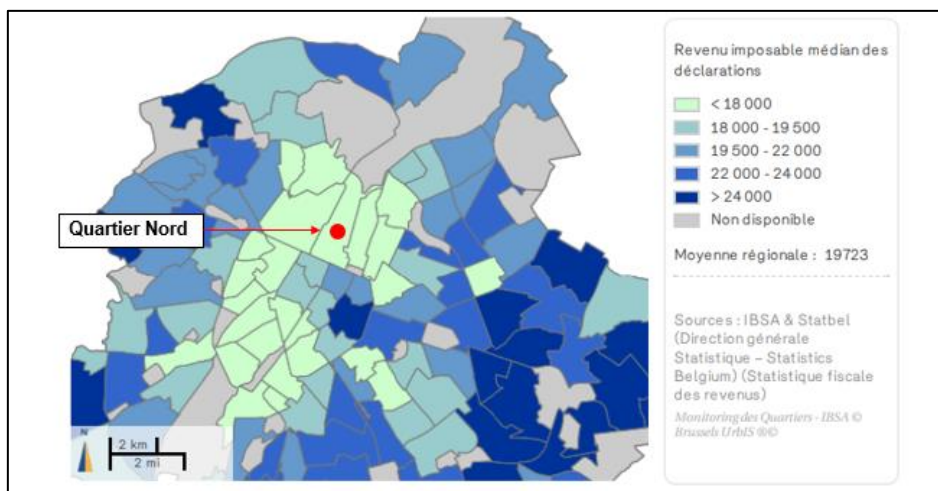 Quartier Nord
N
2 km
2 mi
Revenu imposable médian des
déclarations
< 18 000
18 000 - 19 500
19 500 - 22 000
22 000 - 24 000
> 24 000
Non disponible
Moyenne régionale : 19723
Sources : IBSA & Statbel
(Direction générale
Statistique – Statistics
Belgium) (Statistique fiscale
des revenus)
Monitoring des Quartiers - IBSA ©
Brussels UrbIS ®©